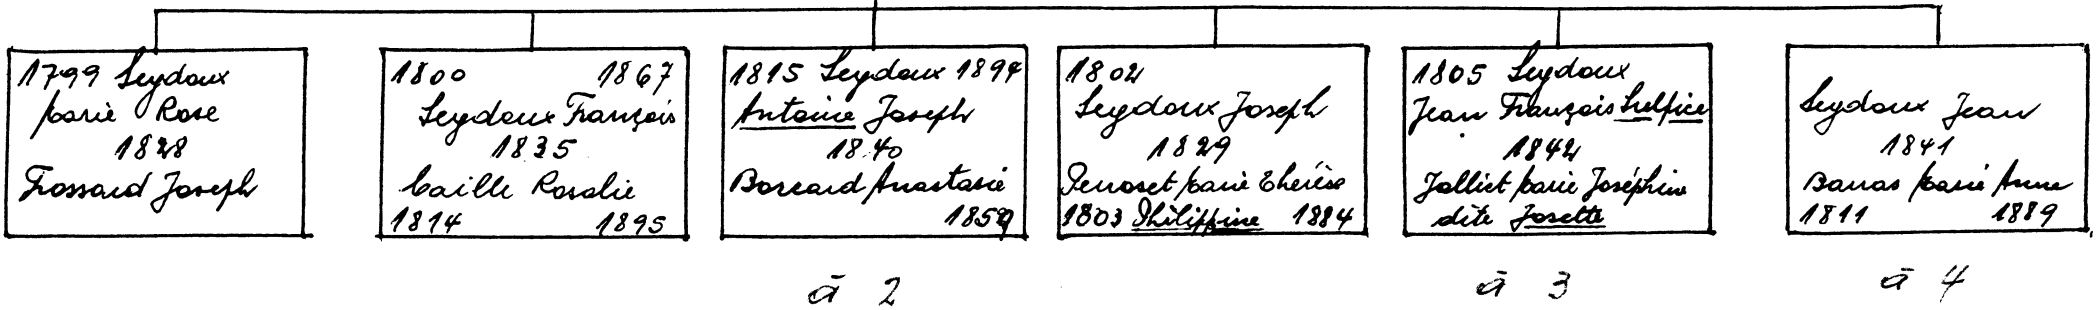 1799 Seydoux
Marie Rose
1828
Frossard Joseph
1800 1867
Seydoux François
1835
Caille Rosalie
1814 1895
1815 Seydoux 1894
Antoine Joseph
1840
Borcard Anastasie
1859
1802
Seydoux Joseph
1829
Perroset Marie Thérèse
1803 Philippine 1884
1805 Seydoux
Jean François Sulpice
1842
Jolliet Marie Joséphine
dite Josette
Seydoux Jean
1841
Barras Marie Anne
1811 1889
à 2
à 3
à 4